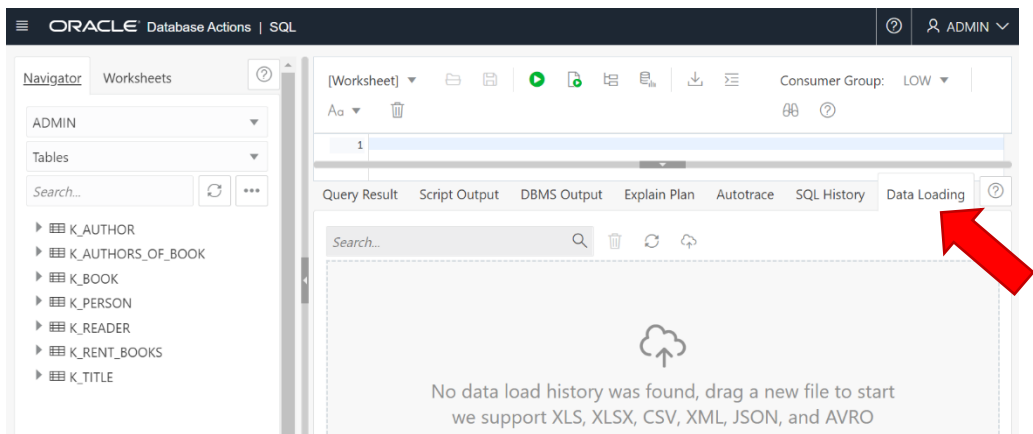 ORACLE Database Actions | SQL
ADMIN
Navigator Worksheets
ADMIN
Tables
Search...
K_AUTHOR
K_AUTHORS_OF_BOOK
K_BOOK
K_PERSON
K_READER
K_RENT_BOOKS
K_TITLE
[Worksheet] Consumer Group: LOW
Aa
1
Query Result Script Output DBMS Output Explain Plan Autotrace SQL History Data Loading
Search...
No data load history was found, drag a new file to start
we support XLS, XLSX, CSV, XML, JSON, and AVRO